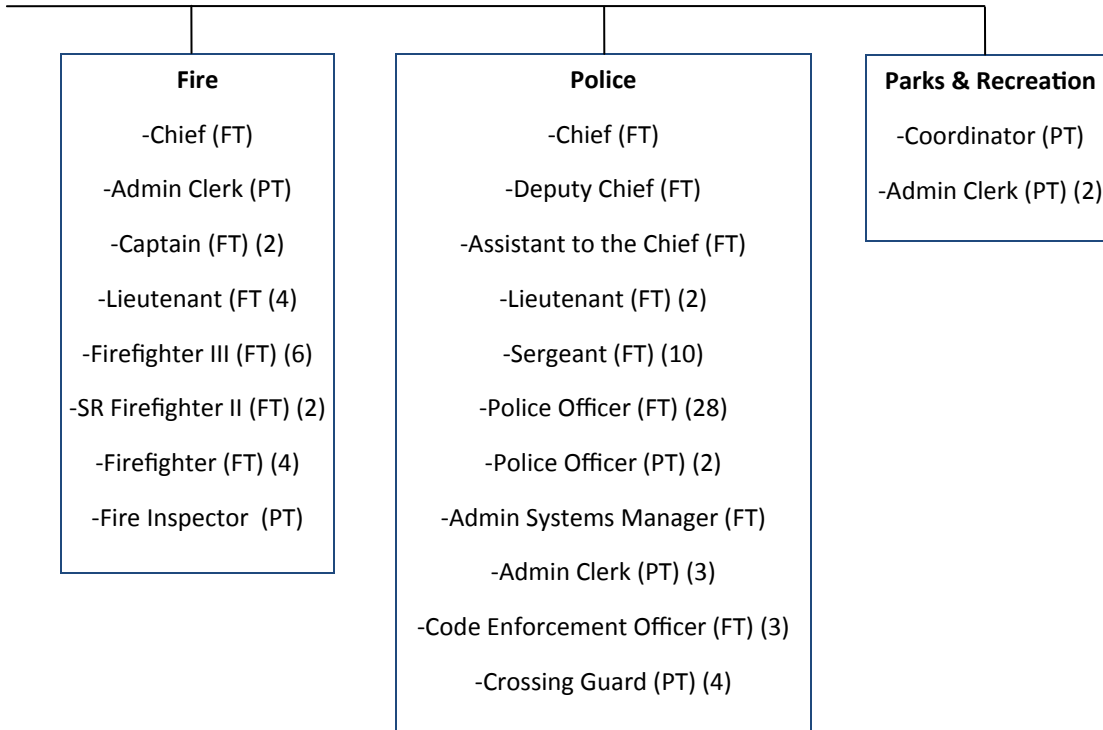 Fire
-Chief (FT)
-Admin Clerk (PT)
-Captain (FT) (2)
-Lieutenant (FT (4)
-Firefighter III (FT) (6)
-SR Firefighter II (FT) (2)
-Firefighter (FT) (4)
-Fire Inspector  (PT)
Police
-Chief (FT)
-Deputy Chief (FT)
-Assistant to the Chief (FT)
-Lieutenant (FT) (2)
-Sergeant (FT) (10)
-Police Officer (FT) (28)
-Police Officer (PT) (2)
-Admin Systems Manager (FT)
-Admin Clerk (PT) (3)
-Code Enforcement Officer (FT) (3)
-Crossing Guard (PT) (4)
Parks & Recreation
-Coordinator (PT)
-Admin Clerk (PT) (2)